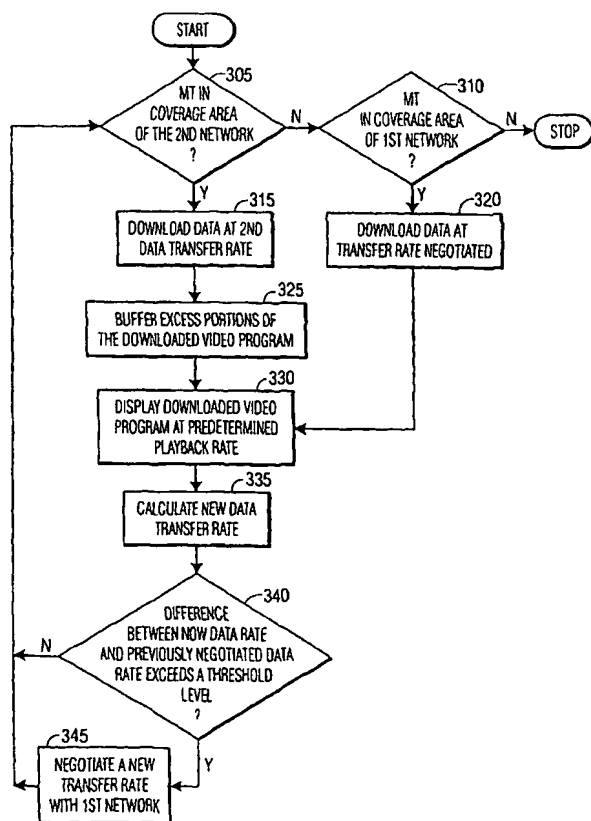 START
305
MT IN
COVERAGE AREA
OF THE 2ND NETWORK
?
N
310
MT
IN COVERAGE AREA
OF 1ST NETWORK
?
N
STOP
Y
315
DOWNLOAD DATA AT 2ND
DATA TRANSFER RATE
Y
320
DOWNLOAD DATA AT
TRANSFER RATE NEGOTIATED
325
BUFFER EXCESS PORTIONS OF
THE DOWNLOADED VIDEO PROGRAM
330
DISPLAY DOWNLOADED VIDEO
PROGRAM AT PREDETERMINED
PLAYBACK RATE
335
CALCULATE NEW DATA
TRANSFER RATE
340
DIFFERENCE
BETWEEN NOW DATA RATE
AND PREVIOUSLY NEGOTIATED DATA
RATE EXCEEDS A THRESHOLD
LEVEL
?
N
Y
345
NEGOTIATE A NEW
TRANSFER RATE
WITH 1ST NETWORK